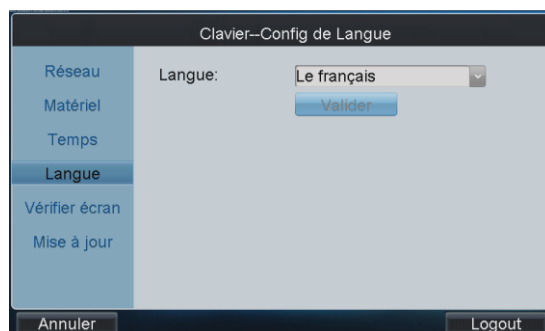 Clavier--Config de Langue
Réseau
Matériel
Temps
Langue
Vérifier écran
Mise à jour
Langue:
Le français
Valider
Annuler
Logout